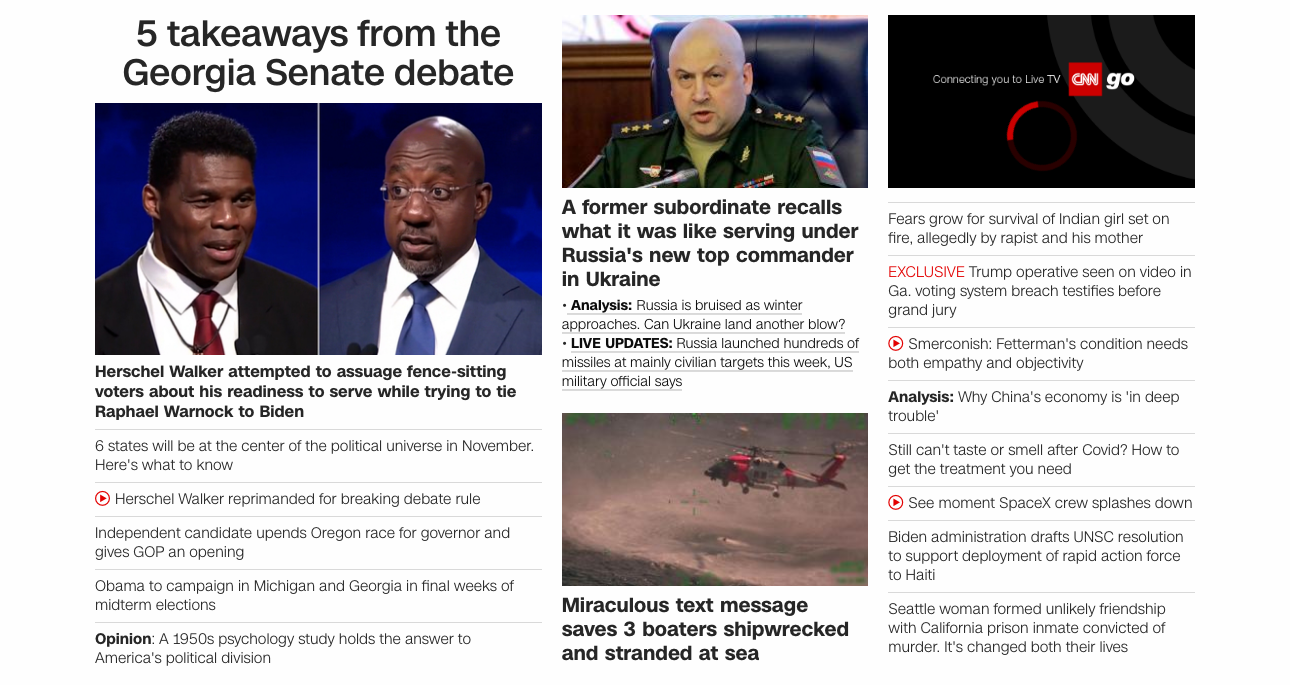 5 takeaways from the
Georgia Senate debate
Herschel Walker attempted to assuage fence-sitting
voters about his readiness to serve while trying to tie
Raphael Warnock to Biden
6 states will be at the center of the political universe in November.
Here's what to know
Herschel Walker reprimanded for breaking debate rule
Independent candidate upends Oregon race for governor and
gives GOP an opening
Obama to campaign in Michigan and Georgia in final weeks of
midterm elections
Opinion: A 1950s psychology study holds the answer to
America's political division
A former subordinate recalls
what it was like serving under
Russia's new top commander
in Ukraine
• Analysis: Russia is bruised as winter
approaches. Can Ukraine land another blow?
• LIVE UPDATES: Russia launched hundreds of
missiles at mainly civilian targets this week, US
military official says
Miraculous text message
saves 3 boaters shipwrecked
and stranded at sea
Connecting you to Live TV CNN go
Fears grow for survival of Indian girl set on
fire, allegedly by rapist and his mother
EXCLUSIVE Trump operative seen on video in
Ga. voting system breach testifies before
grand jury
Smerconish: Fetterman's condition needs
both empathy and objectivity
Analysis: Why China's economy is 'in deep
trouble'
Still can't taste or smell after Covid? How to
get the treatment you need
See moment SpaceX crew splashes down
Biden administration drafts UNSC resolution
to support deployment of rapid action force
to Haiti
Seattle woman formed unlikely friendship
with California prison inmate convicted of
murder. It's changed both their lives